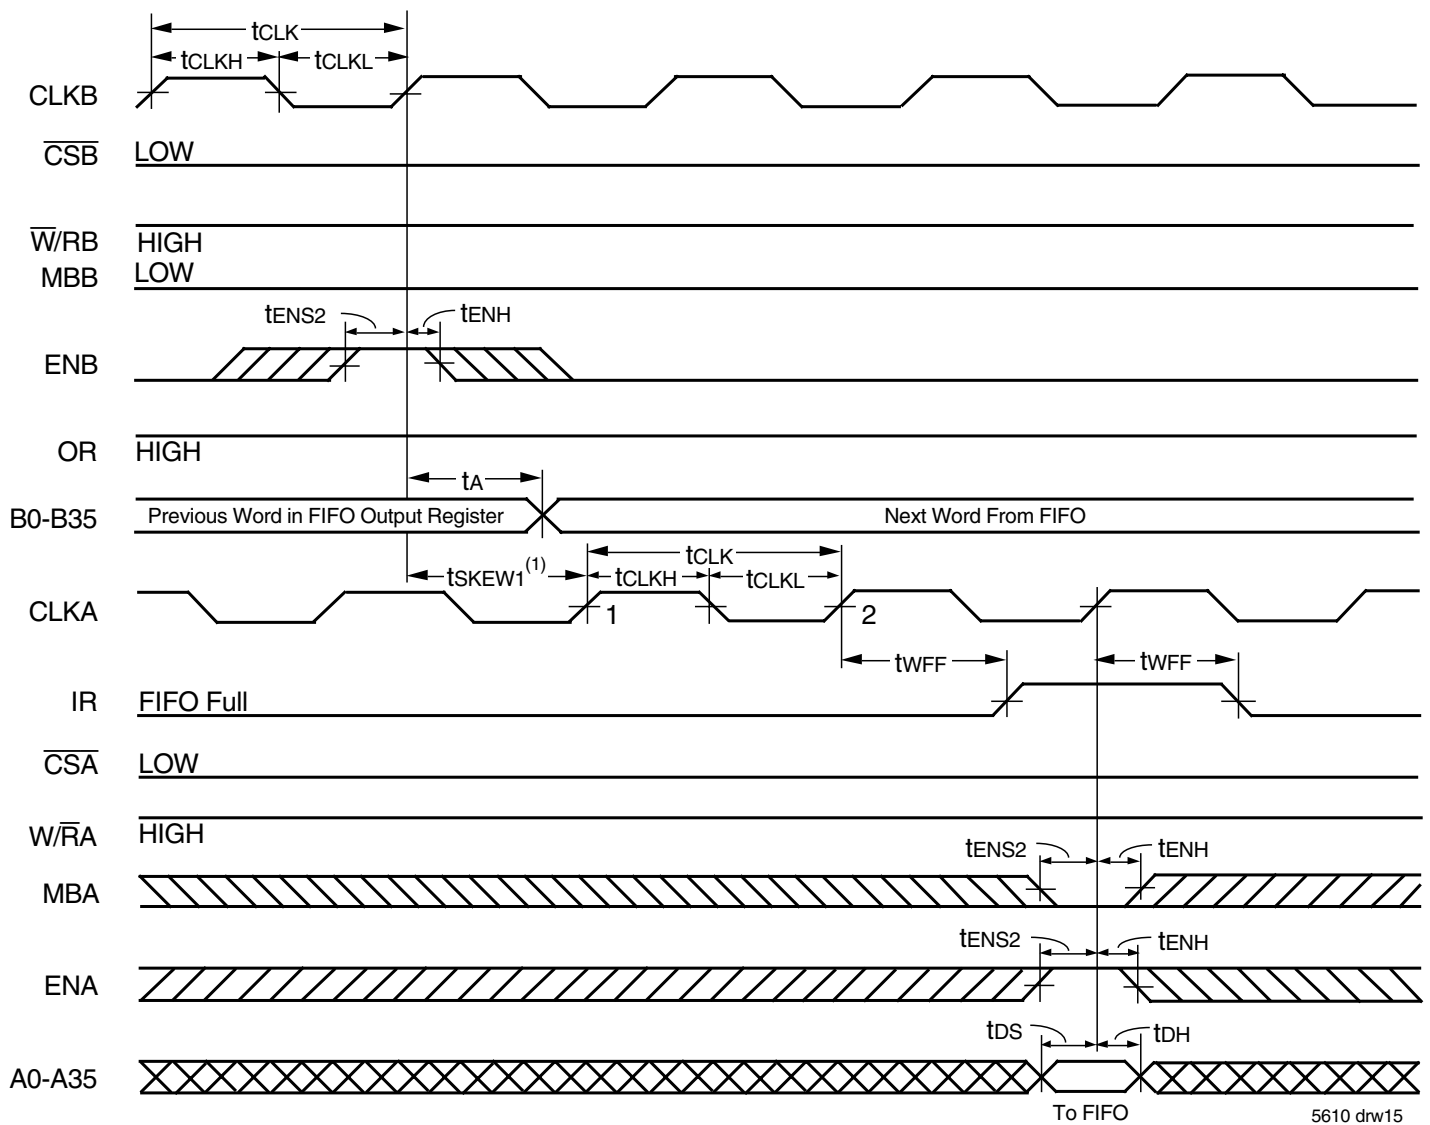 tCLK
tCLKH tCLKL
CLKB
CSB LOW
W/RB HIGH
MBB LOW
tENS2 tENH
ENB
OR HIGH
tA
B0-B35 Previous Word in FIFO Output Register Next Word From FIFO
tCLK
tSKEW1(1) tCLKH tCLKL
CLKA 1 2
tWFF tWFF
IR FIFO Full
CSA LOW
W/RA HIGH
tENS2 tENH
MBA
tENS2 tENH
ENA
tDS tDH
A0-A35
To FIFO
5610 drw15